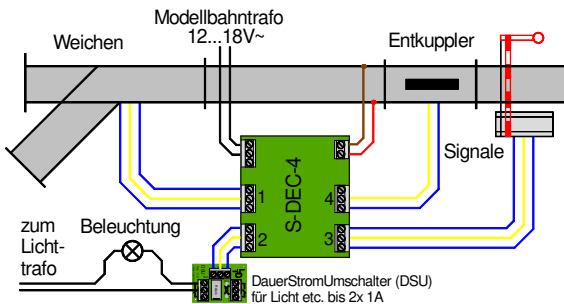 Modellbahntrafo
12...18V~
Weichen
Entkuppler
Signale
S-DEC-4
1
4
2
3
zum
Licht-
trafo
Beleuchtung
DauerStromUmschalter (DSU)
für Licht etc. bis 2x 1A